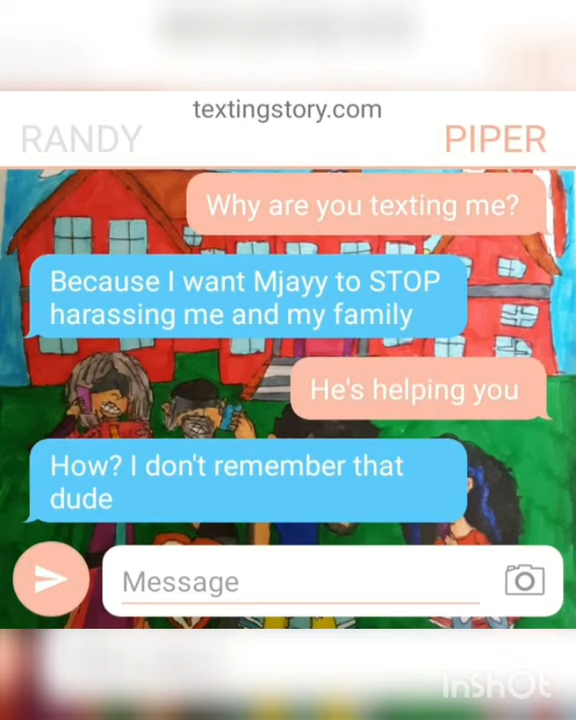 textingstory.com
RANDY
PIPER
Why are you texting me?
Because I want Mjayy to STOP
harassing me and my family
He's helping you
How? I don't remember that
dude
Message
InShOt